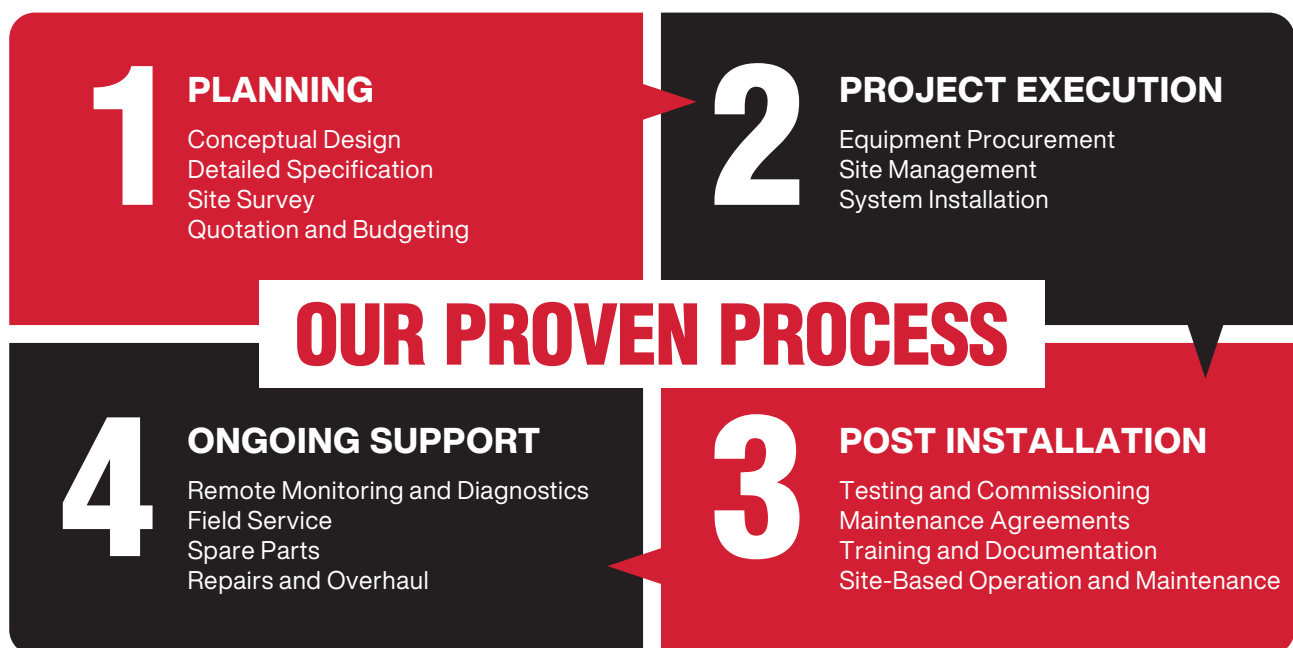 1
PLANNING
Conceptual Design
Detailed Specification
Site Survey
Quotation and Budgeting
2
PROJECT EXECUTION
Equipment Procurement
Site Management
System Installation
OUR PROVEN PROCESS
3
POST INSTALLATION
Testing and Commissioning
Maintenance Agreements
Training and Documentation
Site-Based Operation and Maintenance
4
ONGOING SUPPORT
Remote Monitoring and Diagnostics
Field Service
Spare Parts
Repairs and Overhaul